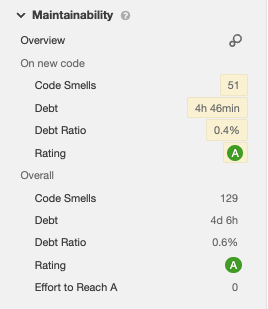 Maintainability ?
Overview
On new code
Code Smells 51
Debt 4h 46min
Debt Ratio 0.4%
Rating A
Overall
Code Smells 129
Debt 4d 6h
Debt Ratio 0.6%
Rating A
Effort to Reach A 0